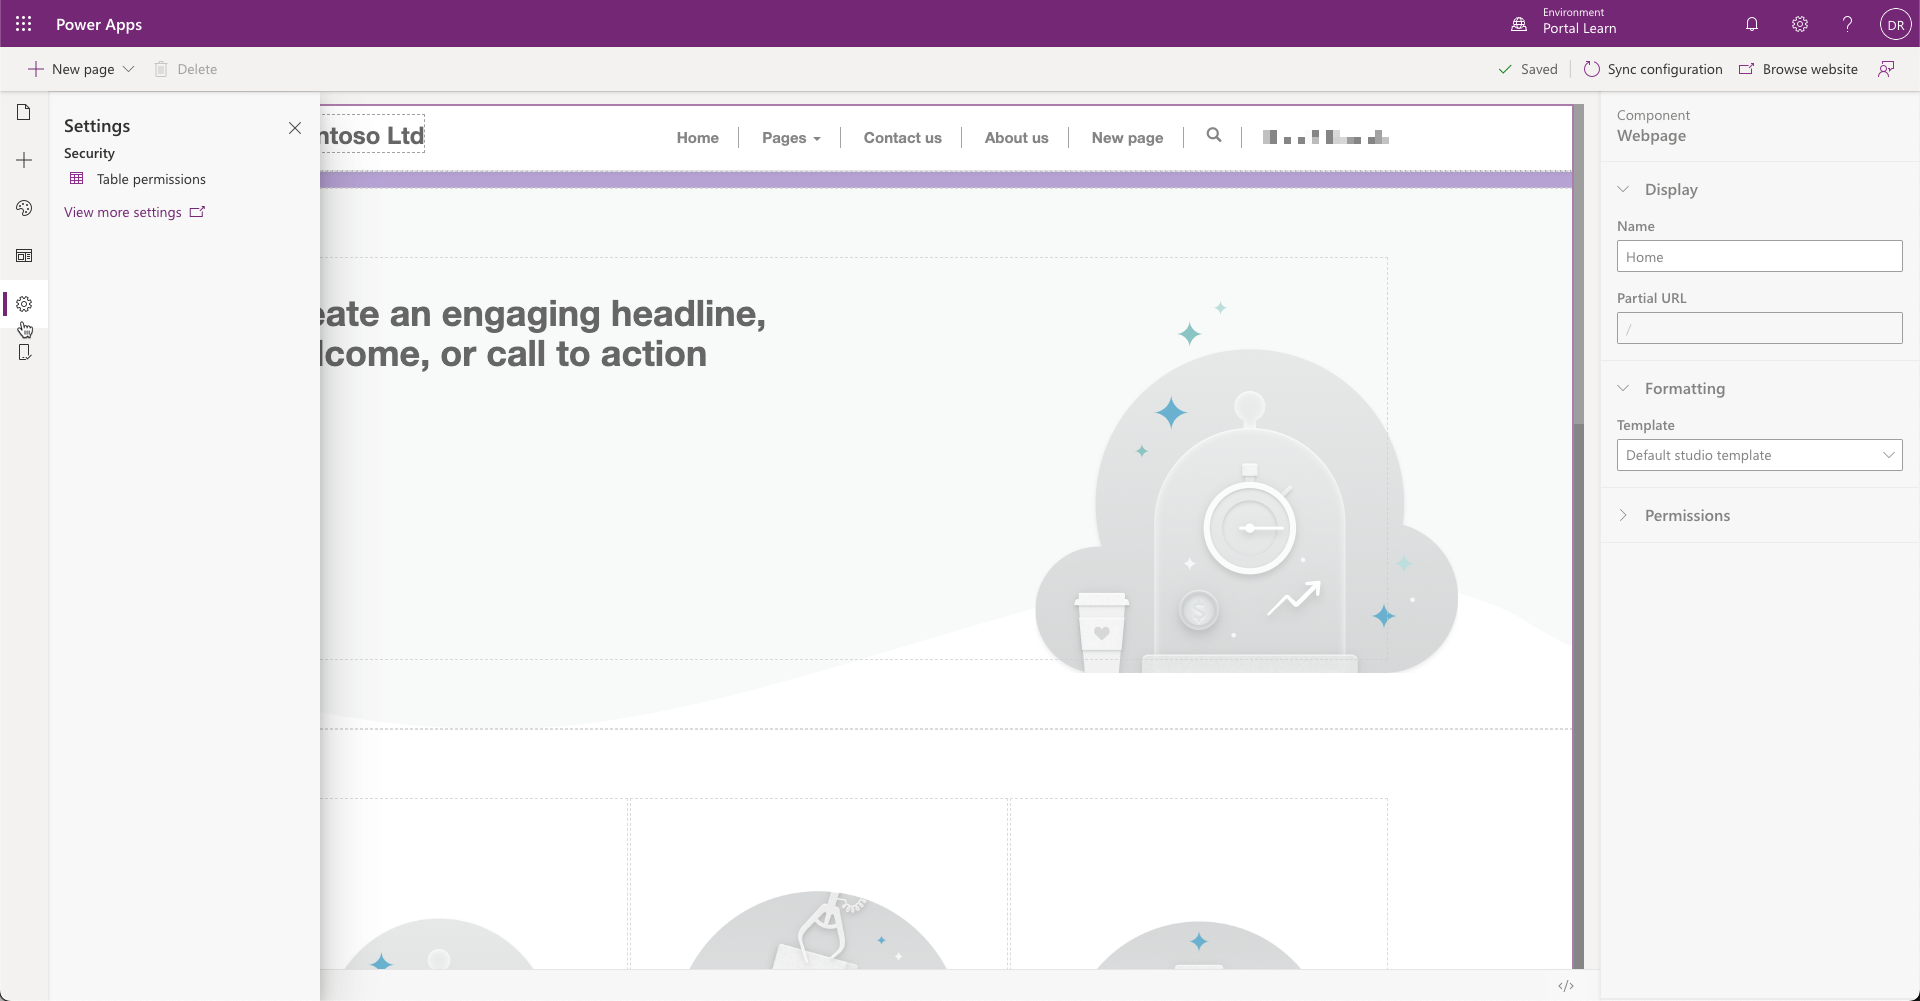 Power Apps
Environment
Portal Learn
DR
New page
Delete
Saved
Sync configuration
Browse website
Settings
Security
Table permissions
View more settings
ntoso Ltd
Home
Pages
Contact us
About us
New page
eate an engaging headline,
lcome, or call to action
$
Component
Webpage
Display
Name
Home
Partial URL
/
Formatting
Template
Default studio template
Permissions
</>